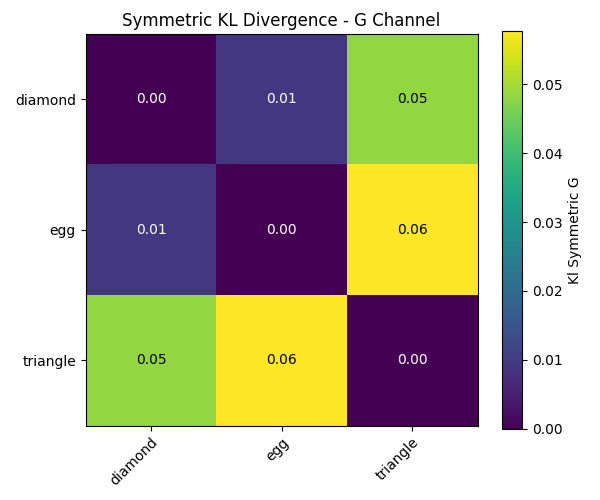 Symmetric KL Divergence - G Channel
diamond
0.00
0.01
0.05
egg
0.01
0.00
0.06
triangle
0.05
0.06
0.00
diamond
egg
triangle
0.05
0.04
0.03
0.02
0.01
0.00
Kl Symmetric G